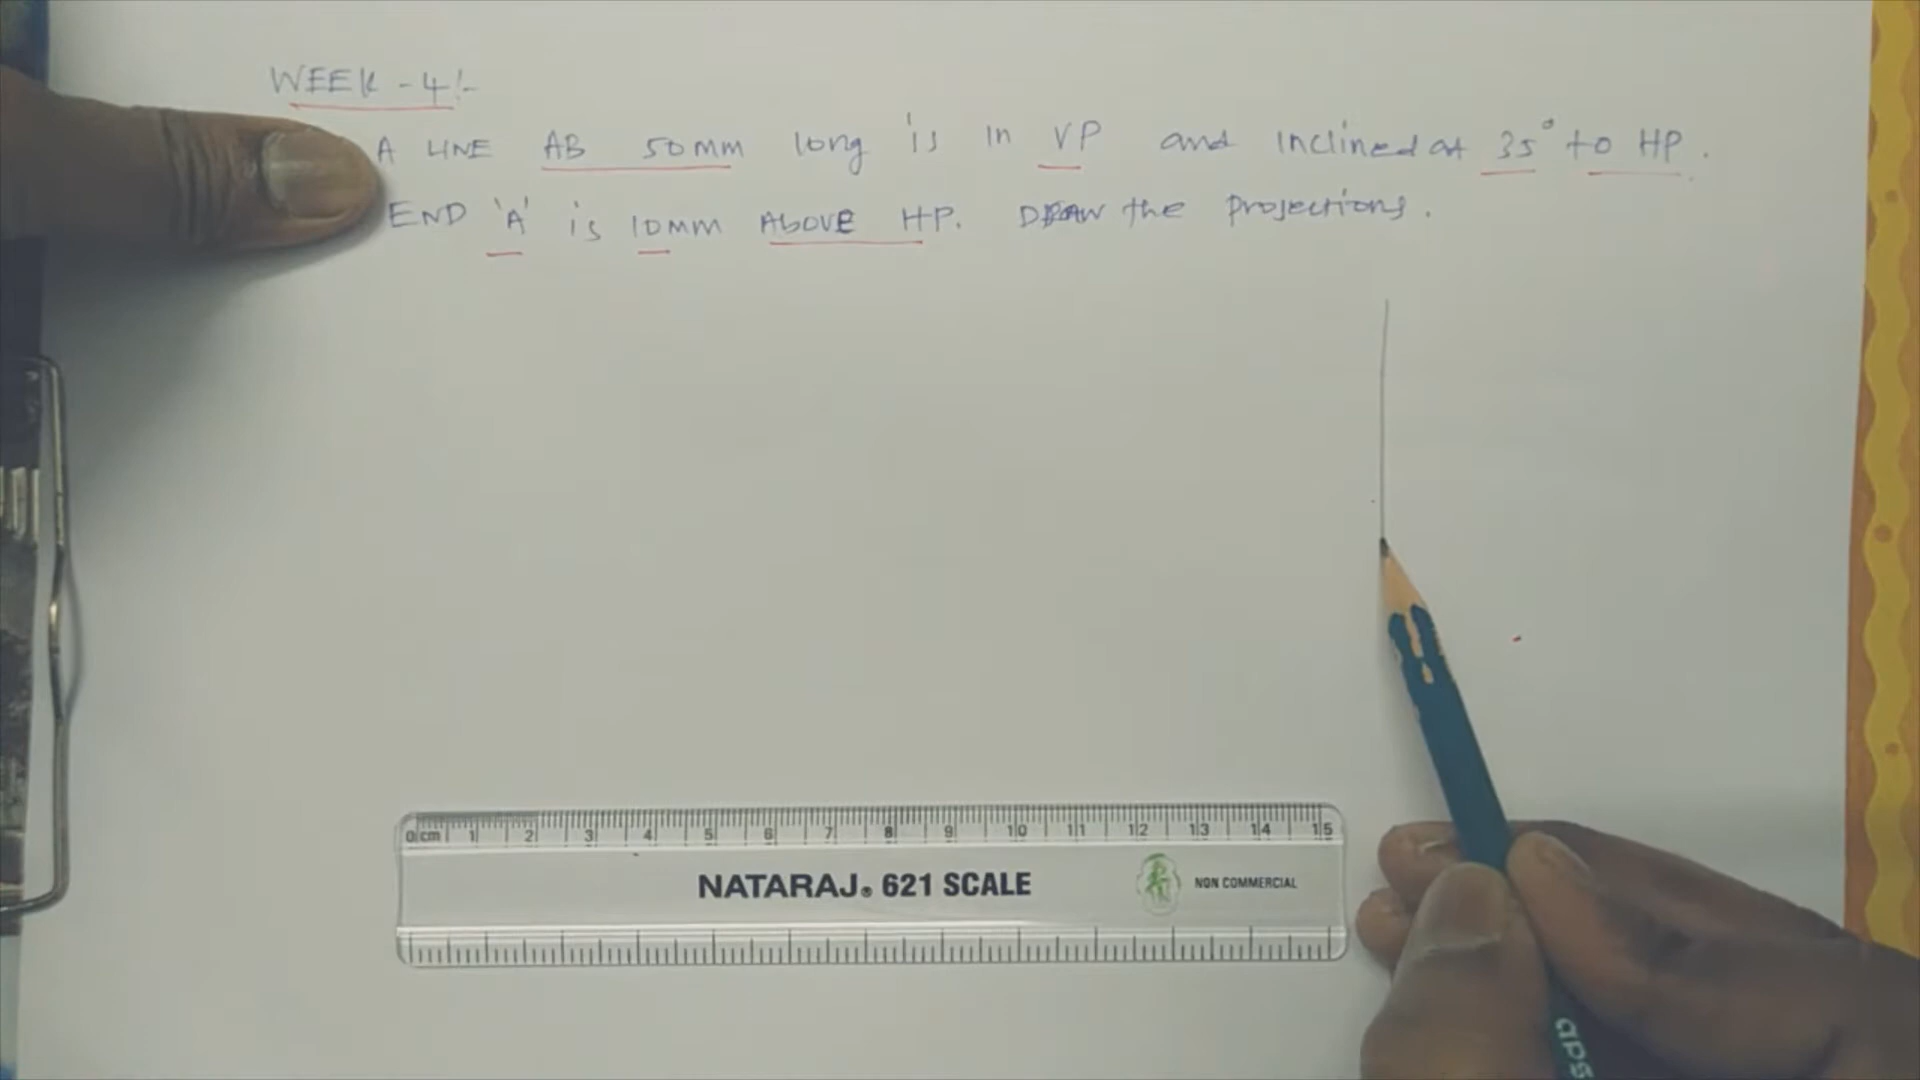 WEEK - 4:-
A LINE AB 50mm long is in VP and inclined at 35° to HP.
END 'A' is 10mm Above HP. DRAW the projections.
0 cm 1 2 3 4 5 6 7 8 9 10 11 12 13 14 15
NATARAJ® 621 SCALE
NON COMMERCIAL
aps